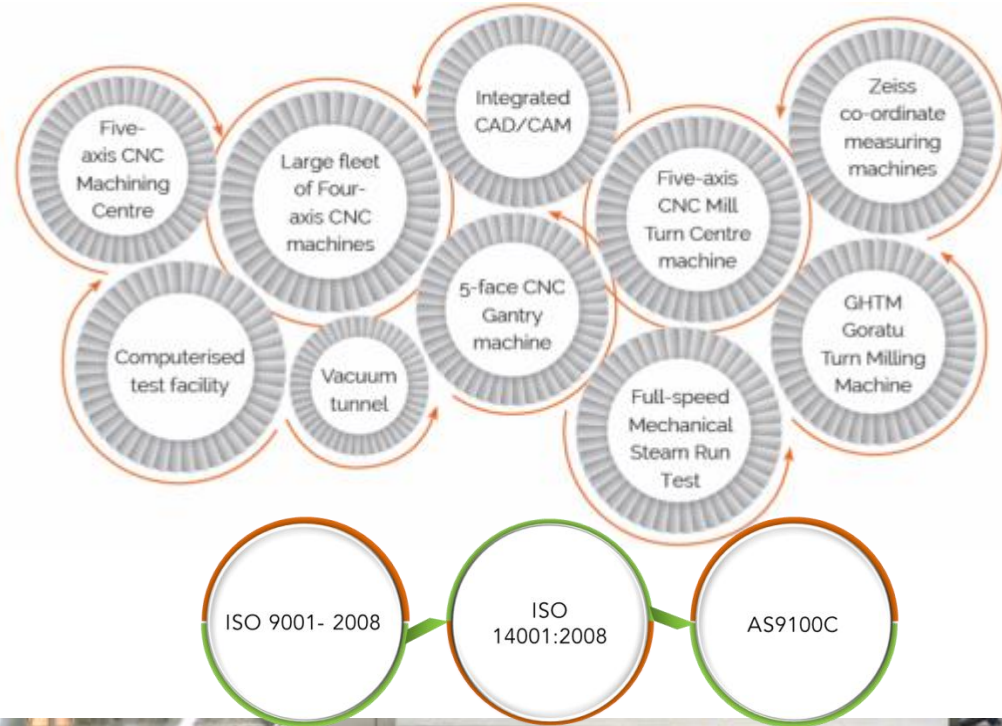 Five-
axis CNC
Machining
Centre
Large fleet
of Four-
axis CNC
machines
Integrated
CAD/CAM
Five-axis
CNC Mill
Turn Centre
machine
Zeiss
co-ordinate
measuring
machines
Computerised
test facility
Vacuum
tunnel
5-face CNC
Gantry
machine
Full-speed
Mechanical
Steam Run
Test
GHTM
Goratu
Turn Milling
Machine
ISO 9001- 2008
ISO
14001:2008
AS9100C